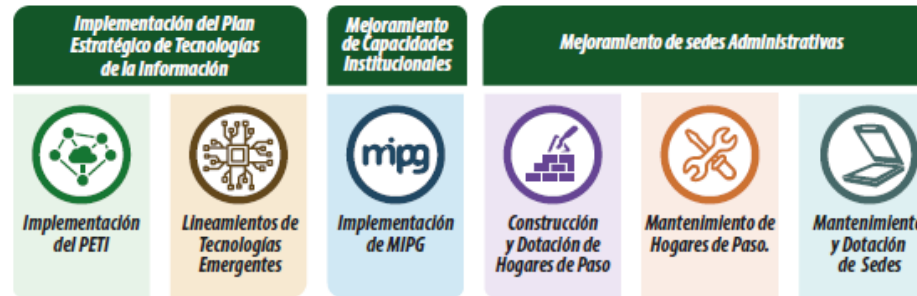 Implementación del Plan
Estratégico de Tecnologías
de la Información
Mejoramiento
de Capacidades
Institucionales
Mejoramiento de sedes Administrativas
mipg
Implementación
del PETI
Lineamientos de
Tecnologías
Emergentes
Implementación
de MIPG
Construcción
y Dotación de
Hogares de Paso
Mantenimiento de
Hogares de Paso.
Mantenimiento
y Dotación
de Sedes